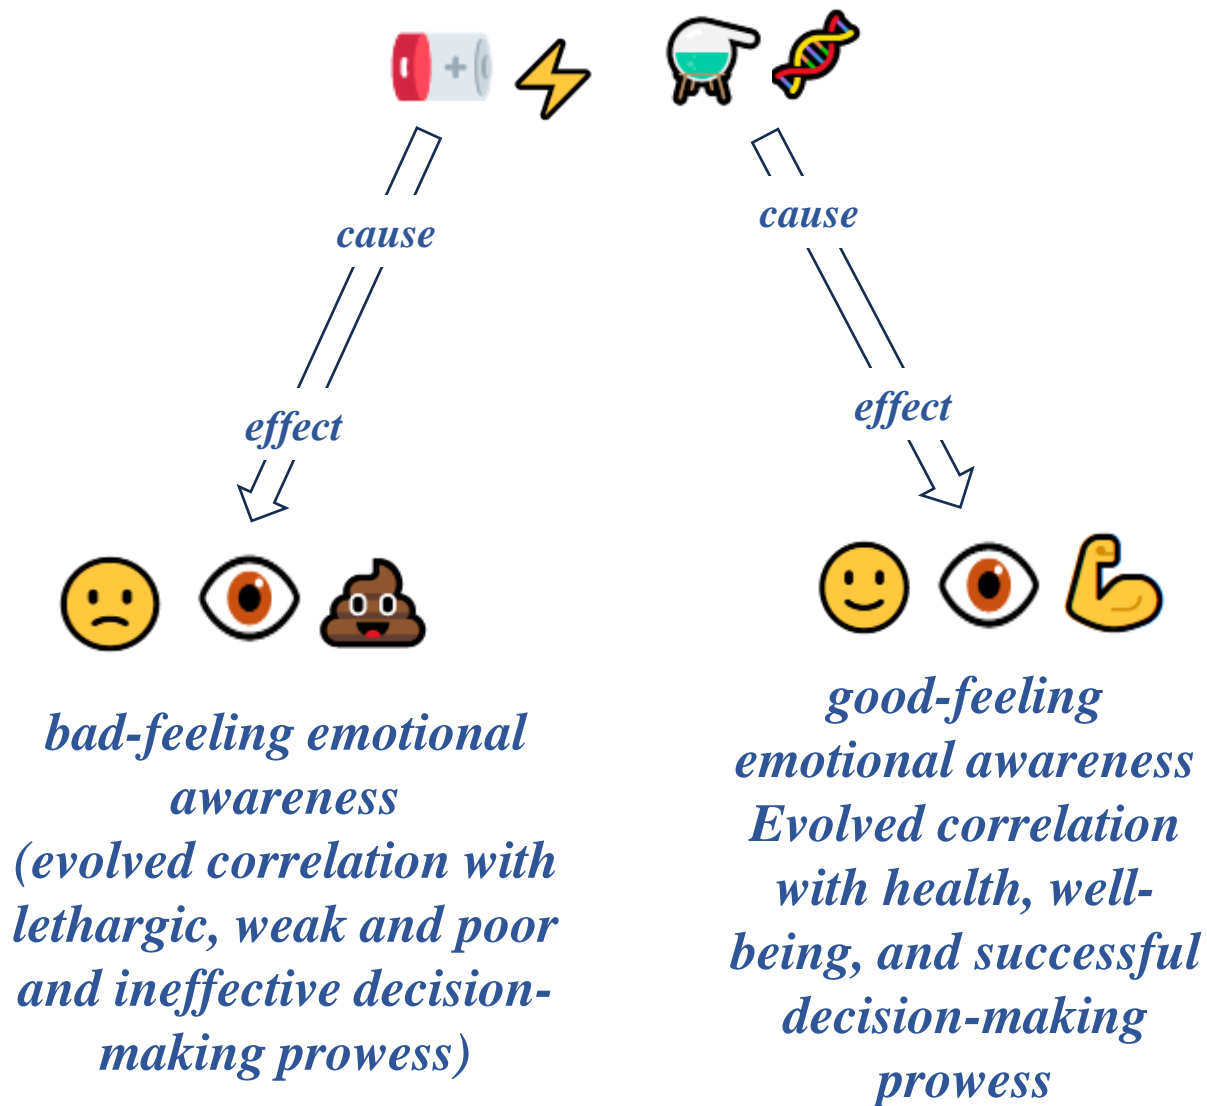 cause
effect
bad-feeling emotional
awareness
(evolved correlation with
lethargic, weak and poor
and ineffective decision-
making prowess)
cause
effect
good-feeling
emotional awareness
Evolved correlation
with health, well-
being, and successful
decision-making
prowess